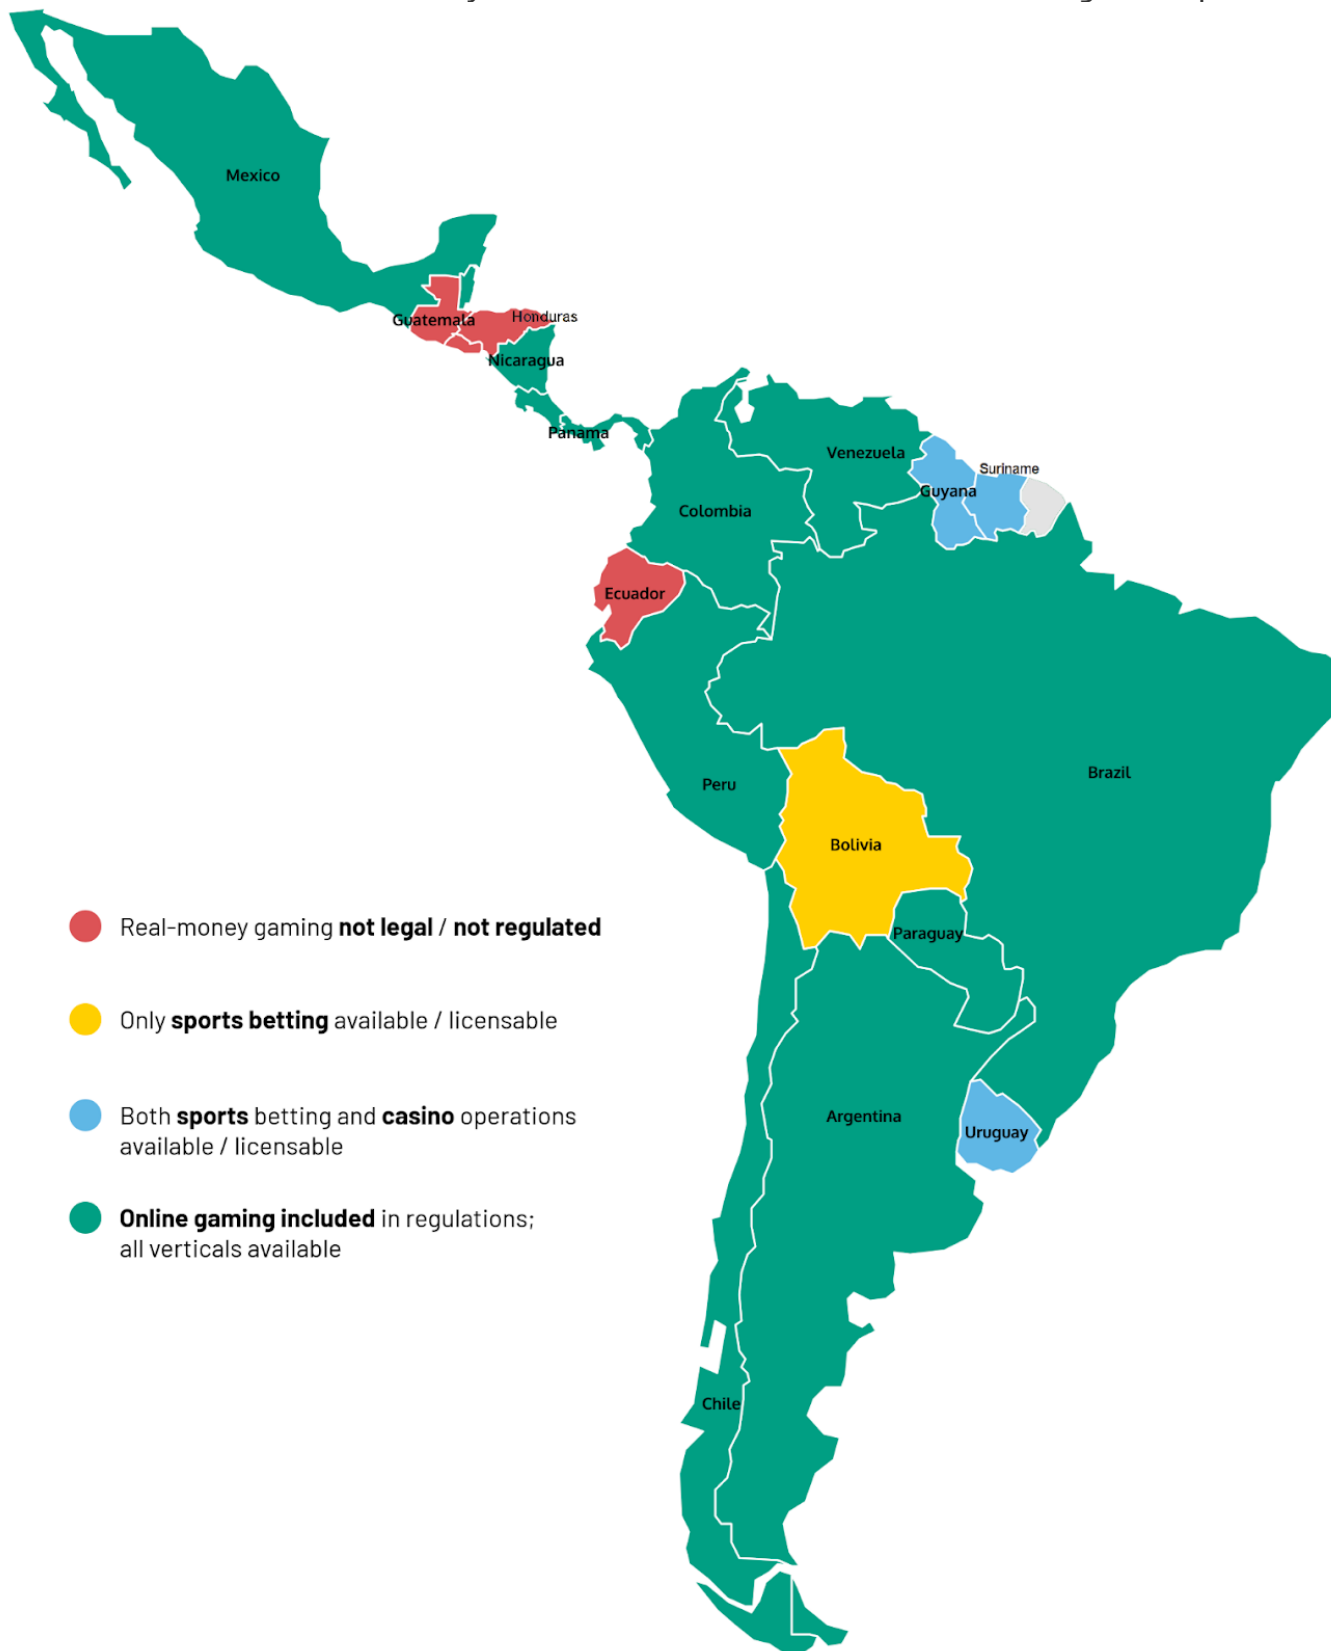 Mexico
Guatemala
Honduras
Nicaragua
Panama
Venezuela
Suriname
Guyana
Colombia
Ecuador
Brazil
Peru
Bolivia
Paraguay
Argentina
Uruguay
Chile
Real-money gaming not legal / not regulated
Only sports betting available / licensable
Both sports betting and casino operations
available / licensable
Online gaming included in regulations;
all verticals available